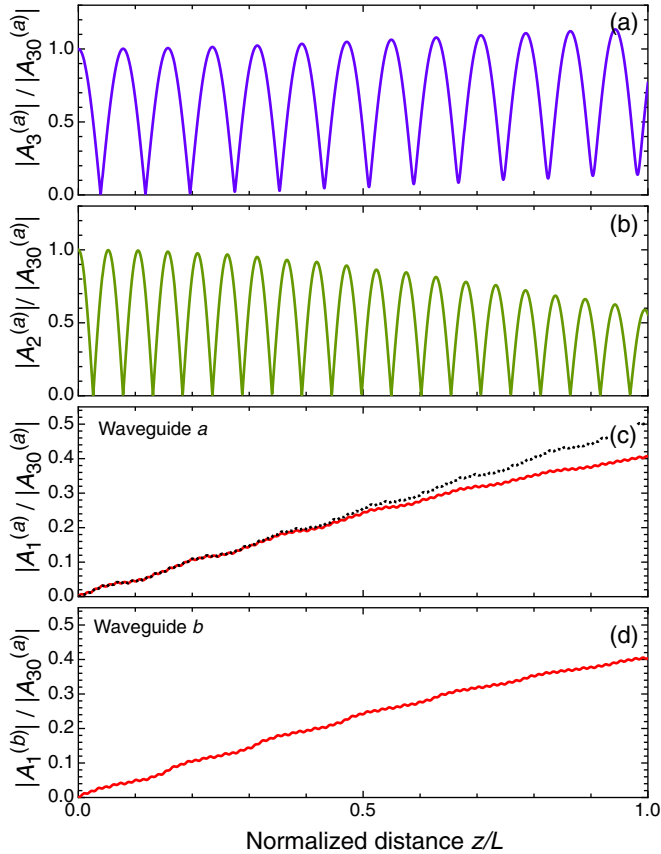 (a)
|A₃⁽ᵃ⁾| / |A₃₀⁽ᵃ⁾|
1.0
0.5
0.0
(b)
|A₂⁽ᵃ⁾|/ |A₃₀⁽ᵃ⁾|
1.0
0.5
0.0
Waveguide a
(c)
|A₁⁽ᵃ⁾ / |A₃₀⁽ᵃ⁾|
0.5
0.4
0.3
0.2
0.1
0.0
Waveguide b
(d)
|A₁⁽ᵇ⁾| / |A₃₀⁽ᵃ⁾|
0.4
0.3
0.2
0.1
0.0
0.0
0.5
1.0
Normalized distance z/L